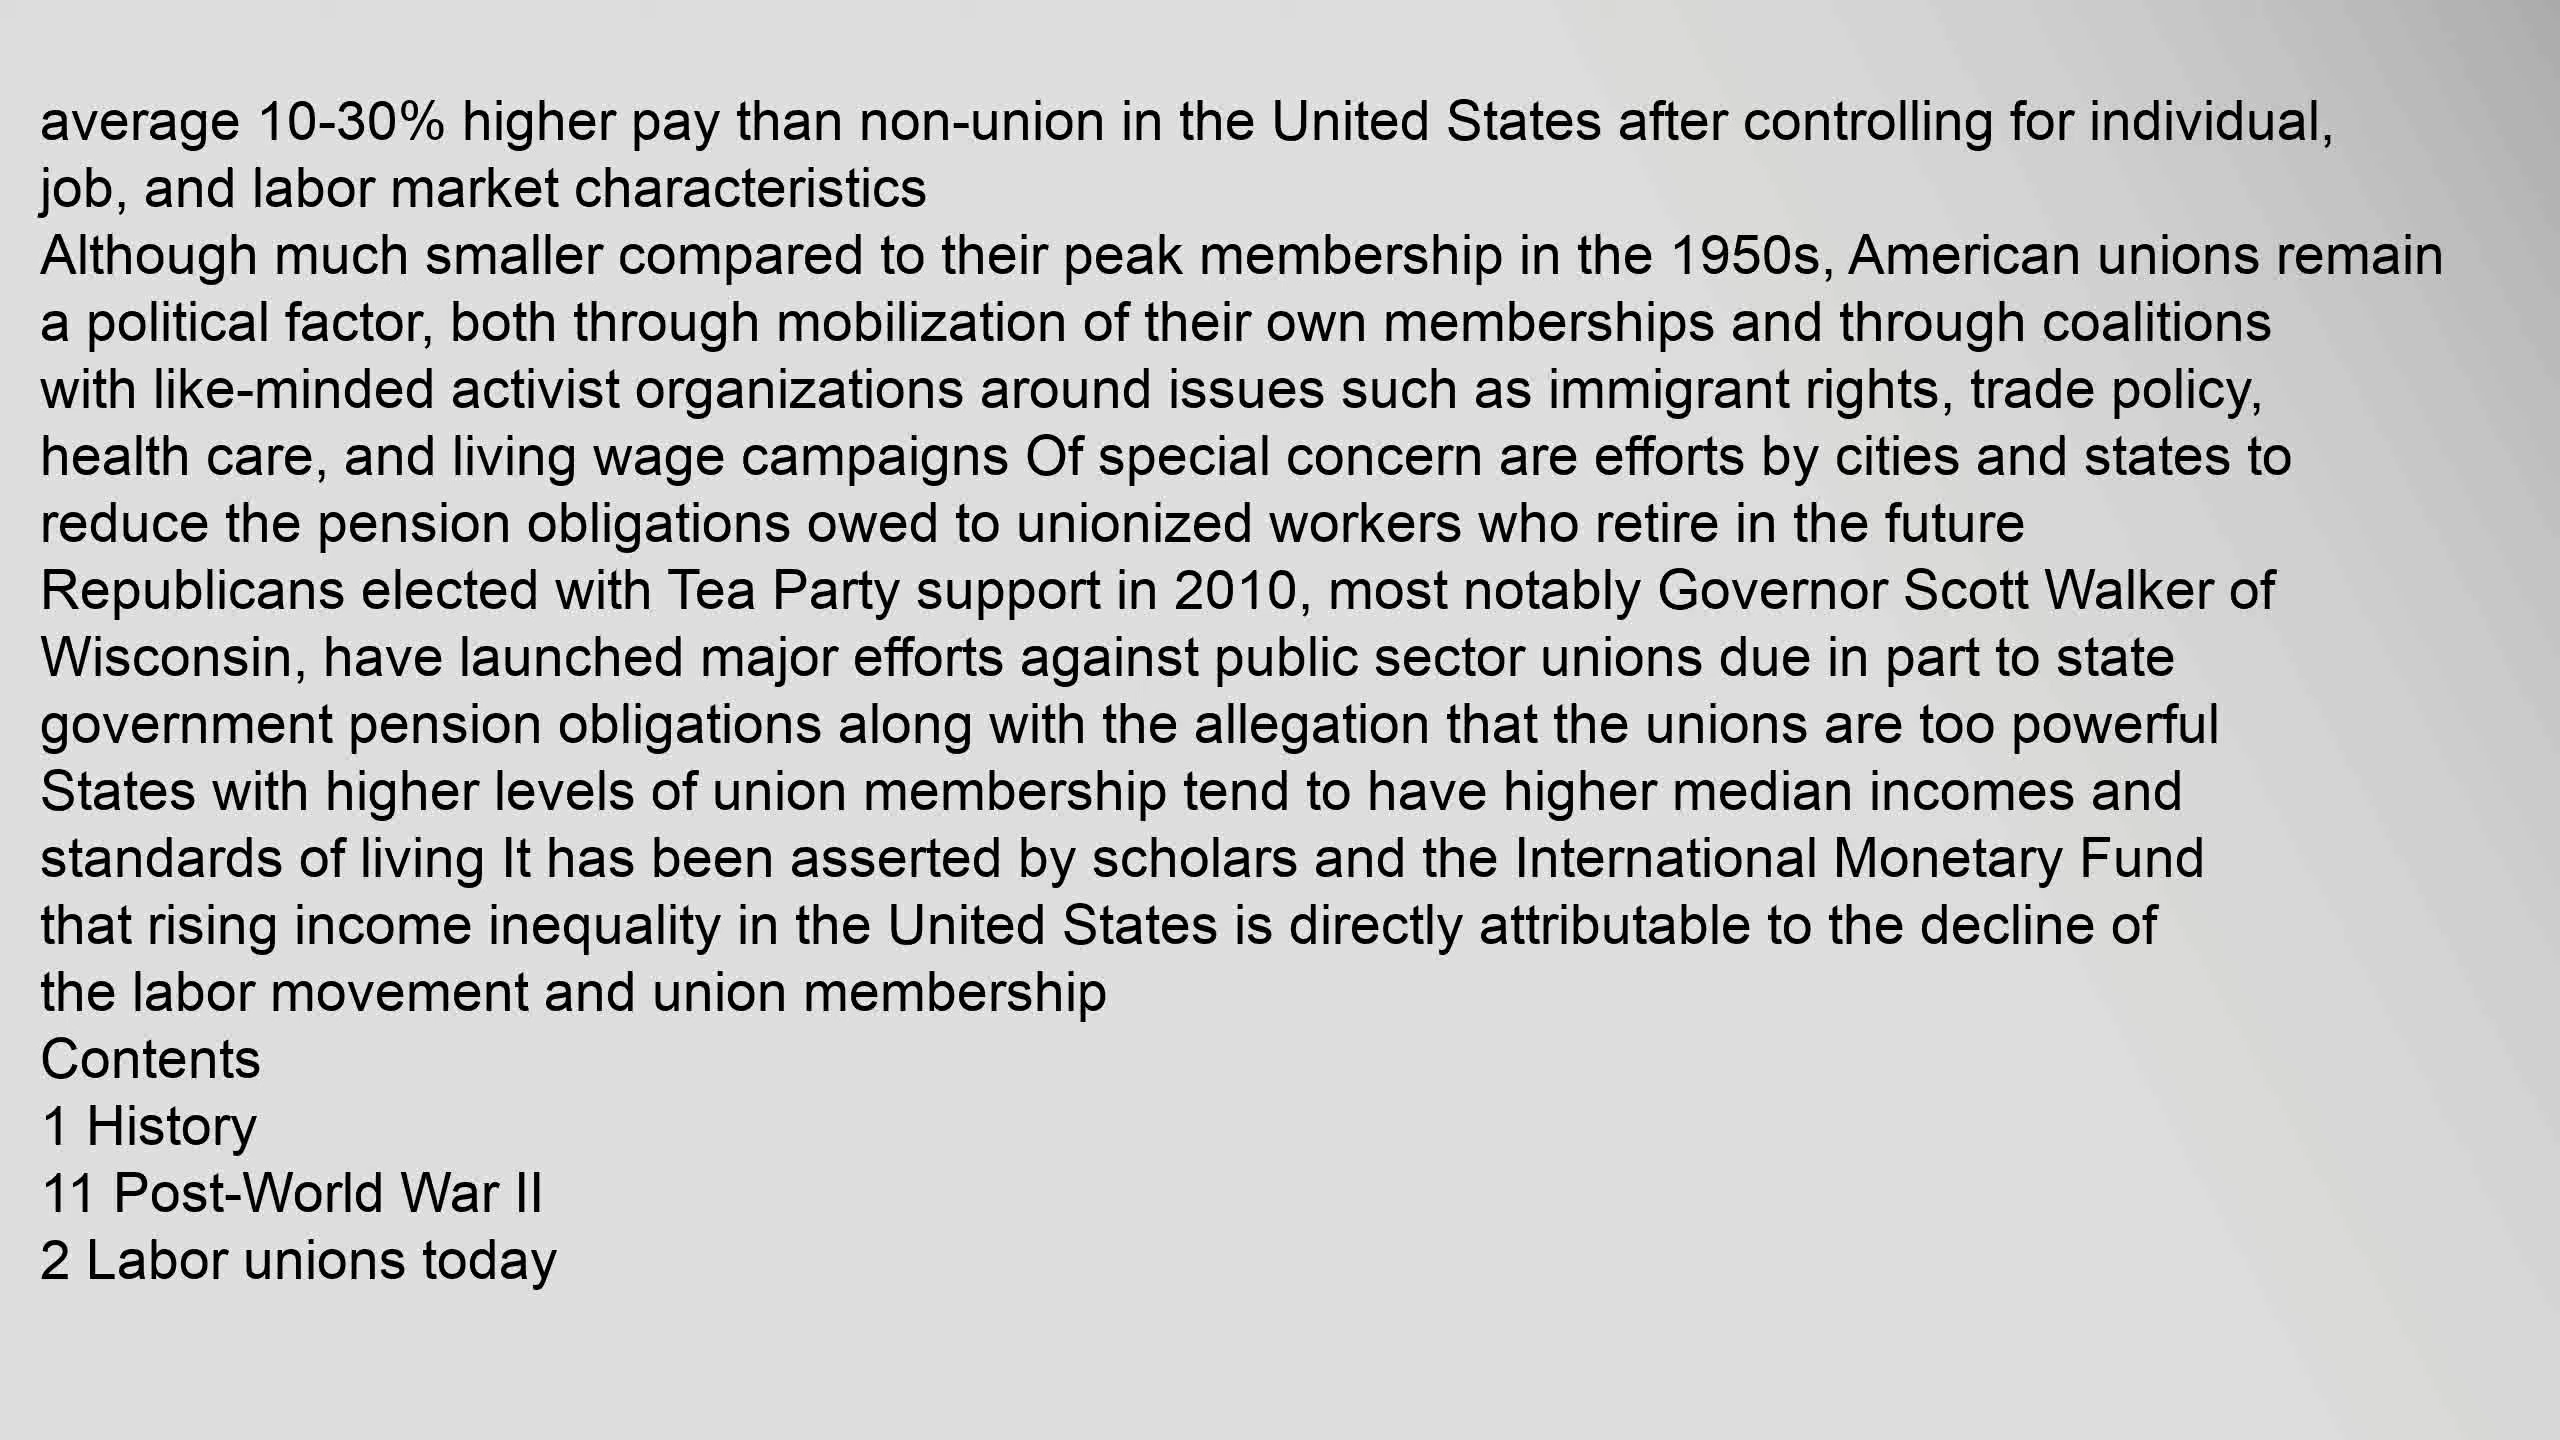 average 10-30% higher pay than non-union in the United States after controlling for individual,
job, and labor market characteristics
Although much smaller compared to their peak membership in the 1950s, American unions remain
a political factor, both through mobilization of their own memberships and through coalitions
with like-minded activist organizations around issues such as immigrant rights, trade policy,
health care, and living wage campaigns Of special concern are efforts by cities and states to
reduce the pension obligations owed to unionized workers who retire in the future
Republicans elected with Tea Party support in 2010, most notably Governor Scott Walker of
Wisconsin, have launched major efforts against public sector unions due in part to state
government pension obligations along with the allegation that the unions are too powerful
States with higher levels of union membership tend to have higher median incomes and
standards of living It has been asserted by scholars and the International Monetary Fund
that rising income inequality in the United States is directly attributable to the decline of
the labor movement and union membership
Contents
1 History
11 Post-World War II
2 Labor unions today